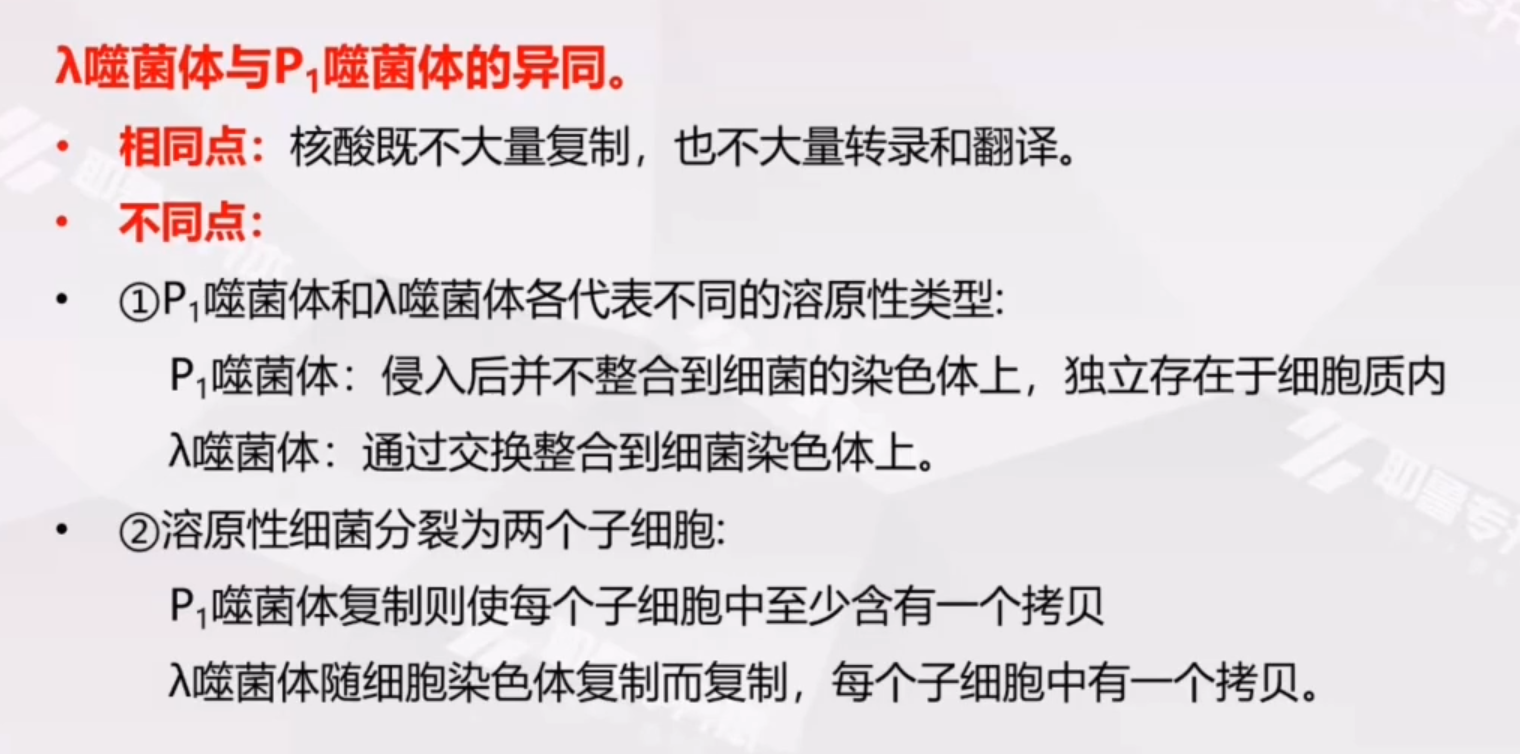 λ噬菌体与P₁噬菌体的异同。
• 相同点：核酸既不大量复制，也不大量转录和翻译。
• 不同点：
• ①P₁噬菌体和λ噬菌体各代表不同的溶原性类型:
P₁噬菌体：侵入后并不整合到细菌的染色体上，独立存在于细胞质内
λ噬菌体：通过交换整合到细菌染色体上。
• ②溶原性细菌分裂为两个子细胞:
P₁噬菌体复制则使每个子细胞中至少含有一个拷贝
λ噬菌体随细胞染色体复制而复制，每个子细胞中有一个拷贝。